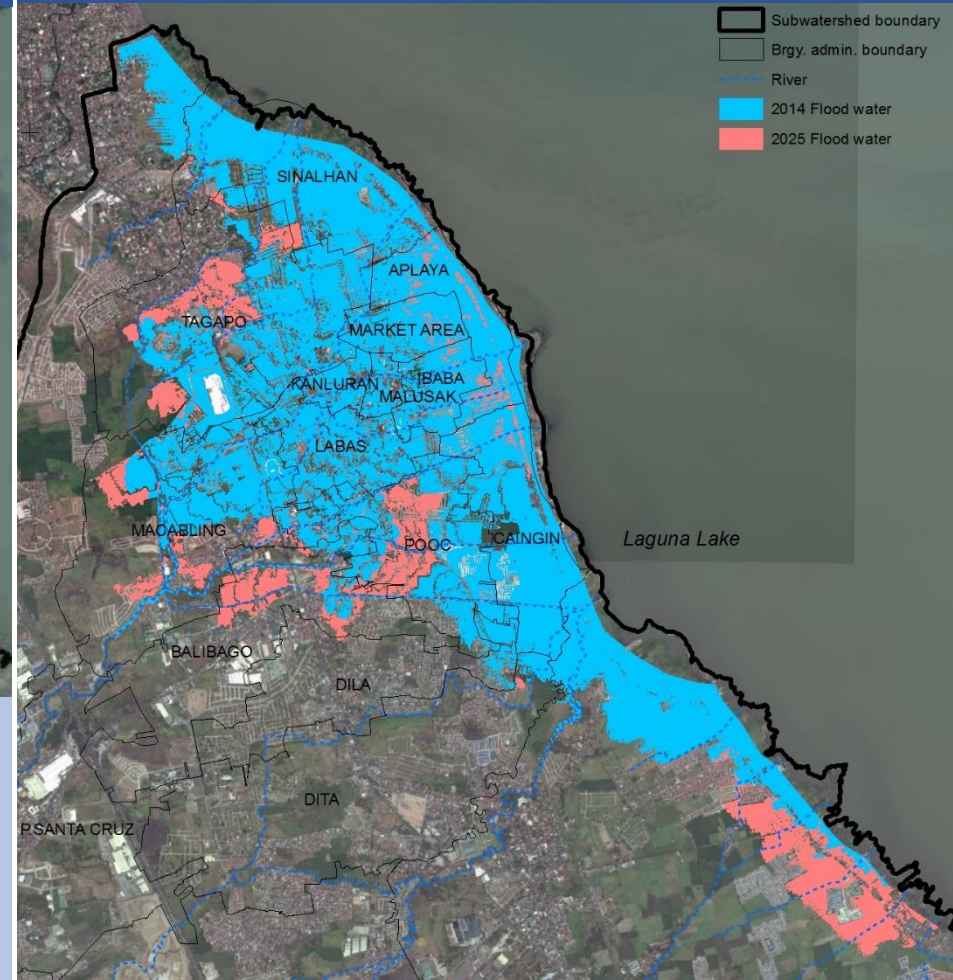 Subwatershed boundary
Brgy. admin. boundary
River
2014 Flood water
2025 Flood water
SINALHAN
APLAYA
TAGAPO
MARKET AREA
KANLURAN
IBABA
MALUSAK
LABAS
MACABLING
POOC
CAINGIN
Laguna Lake
BALIBAGO
DILA
DITA
P.SANTA CRUZ